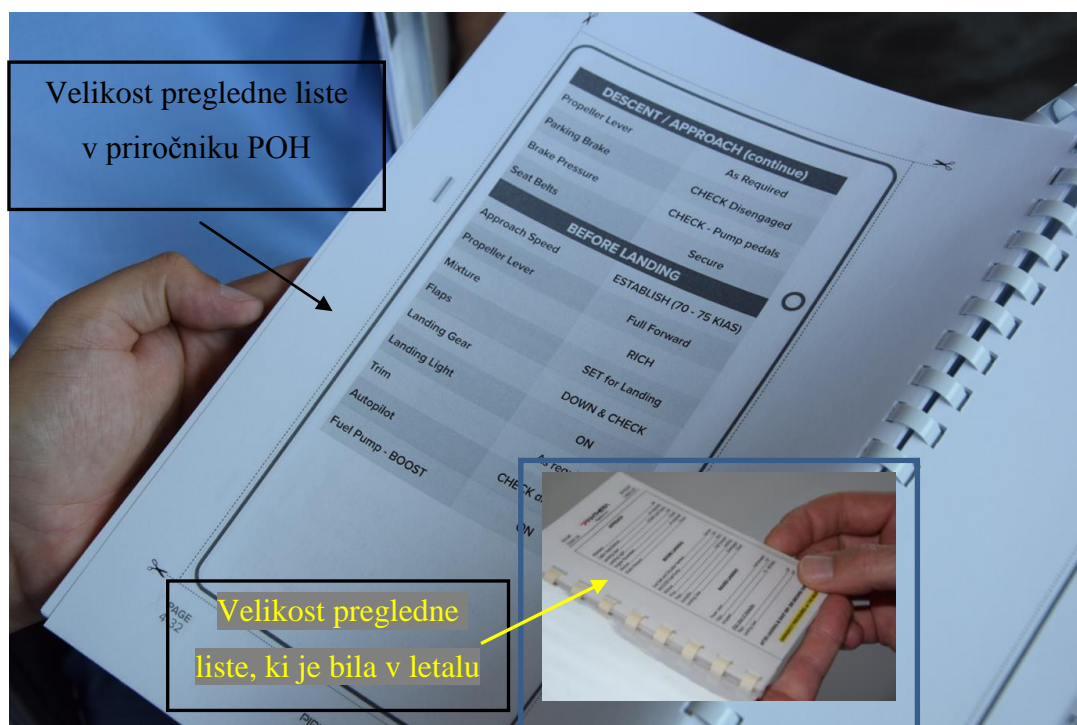 Velikost pregledne liste
v priročniku POH
DESCENT / APPROACH (continue)
Propeller Lever As Required
Parking Brake CHECK Disengaged
Brake Pressure CHECK - Pump pedals
Seat Belts Secure
BEFORE LANDING
Approach Speed ESTABLISH (70 - 75 KIAS)
Propeller Lever Full Forward
Mixture RICH
Flaps SET for Landing
Landing Gear DOWN & CHECK
Landing Light ON
Trim As
Autopilot CHECK
Fuel Pump - BOOST ON
PAGE
4-32
Velikost pregledne
liste, ki je bila v letalu